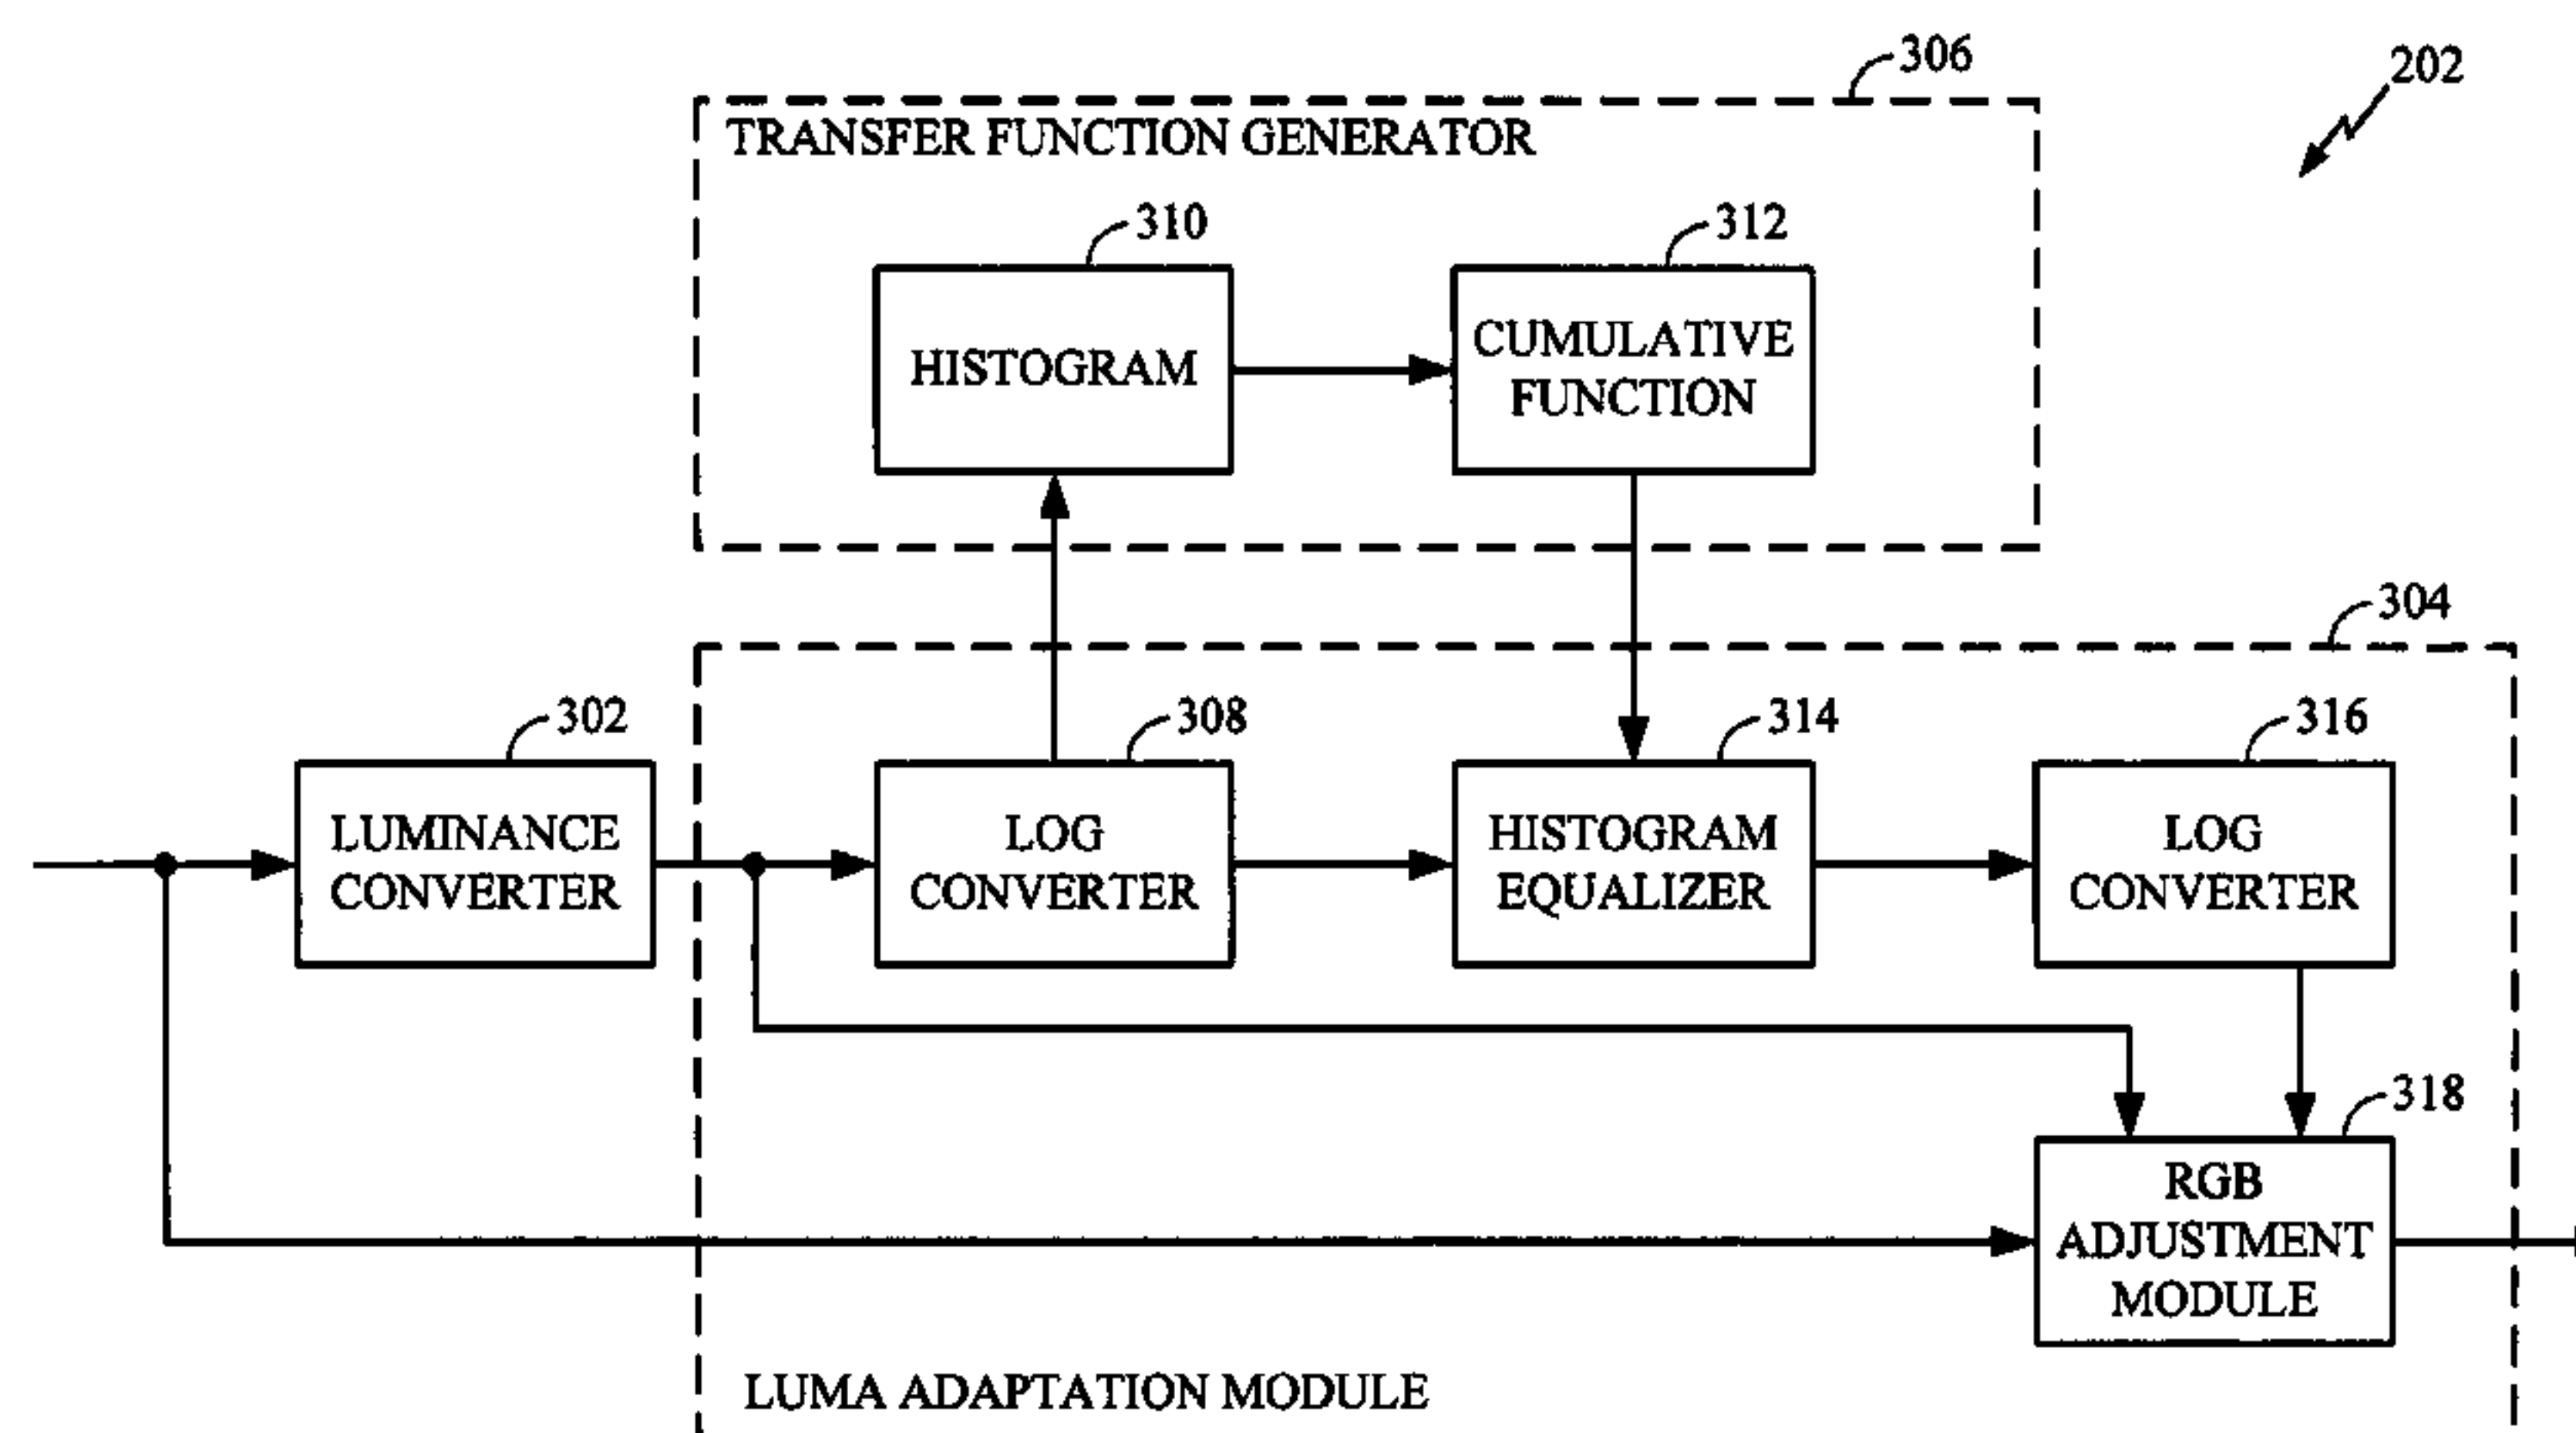 306
202
TRANSFER FUNCTION GENERATOR
310
312
HISTOGRAM
CUMULATIVE
FUNCTION
304
302
308
314
316
LUMINANCE
CONVERTER
LOG
CONVERTER
HISTOGRAM
EQUALIZER
LOG
CONVERTER
318
RGB
ADJUSTMENT
MODULE
LUMA ADAPTATION MODULE